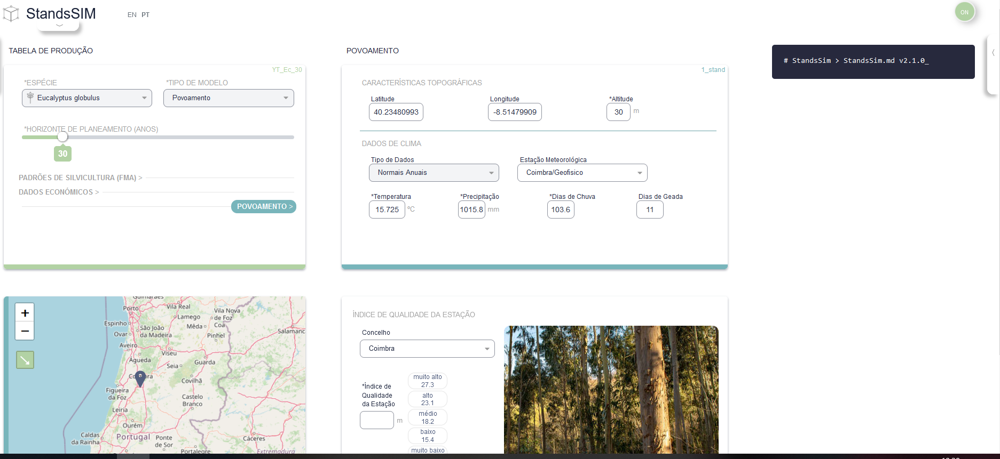 StandsSIM
EN PT
ON
TABELA DE PRODUÇÃO
YT_Ec_30
*ESPÉCIE
*TIPO DE MODELO
Eucalyptus globulus
Povoamento
*HORIZONTE DE PLANEAMENTO (ANOS)
30
PADRÕES DE SILVICULTURA (FMA) >
DADOS ECONÓMICOS >
POVOAMENTO >
POVOAMENTO
1_stand
CARACTERÍSTICAS TOPOGRÁFICAS
Latitude
Longitude
*Altitude
40.23480993
-8.51479909
30 m
DADOS DE CLIMA
Tipo de Dados
Estação Meteorológica
Normais Anuais
Coimbra/Geofisico
*Temperatura
*Precipitação
*Dias de Chuva
Dias de Geada
15.725 ºC
1015.8 mm
103.6
11
# StandsSim > StandsSim.md v2.1.0_
+
−
Guimarães
Porto
Vila Real
Vila Nova
de Foz
Coa
Lamego
Espinho
São João
da Madeira
Mêda
Salamanc
Ovar
Pinhel
Aveiro
Viseu
Águeda
Seia
Guarda
Covilhã
Figueira
da Foz
Castelo
Branco
Leiria
Ourém
Caldas
da Rainha
Portugal
Ponte
de Sor
Cáceres
Portalegre
Extremadura
ÍNDICE DE QUALIDADE DA ESTAÇÃO
Concelho
Coimbra
*Índice de
Qualidade
da Estação
m
muito alto
27.3
alto
23.1
médio
18.2
baixo
15.4
muito baixo